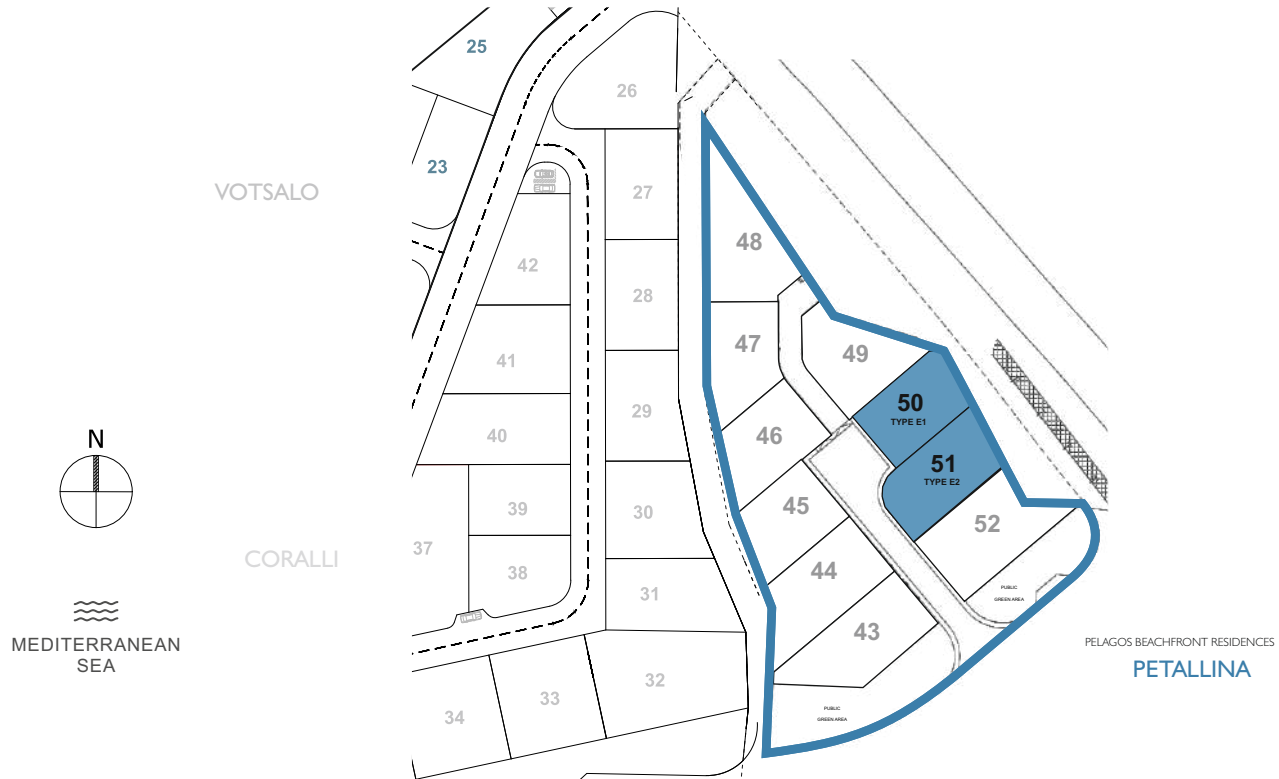 25
26
23
VOTSALO
27
48
42
28
47
49
41
50
TYPE E1
29
46
40
N
51
TYPE E2
45
39
30
52
37
CORALLI
38
44
31
PUBLIC
GREEN AREA
43
MEDITERRANEAN
SEA
PELAGOS BEACHFRONT RESIDENCES
PETALLINA
32
33
34
PUBLIC
GREEN AREA